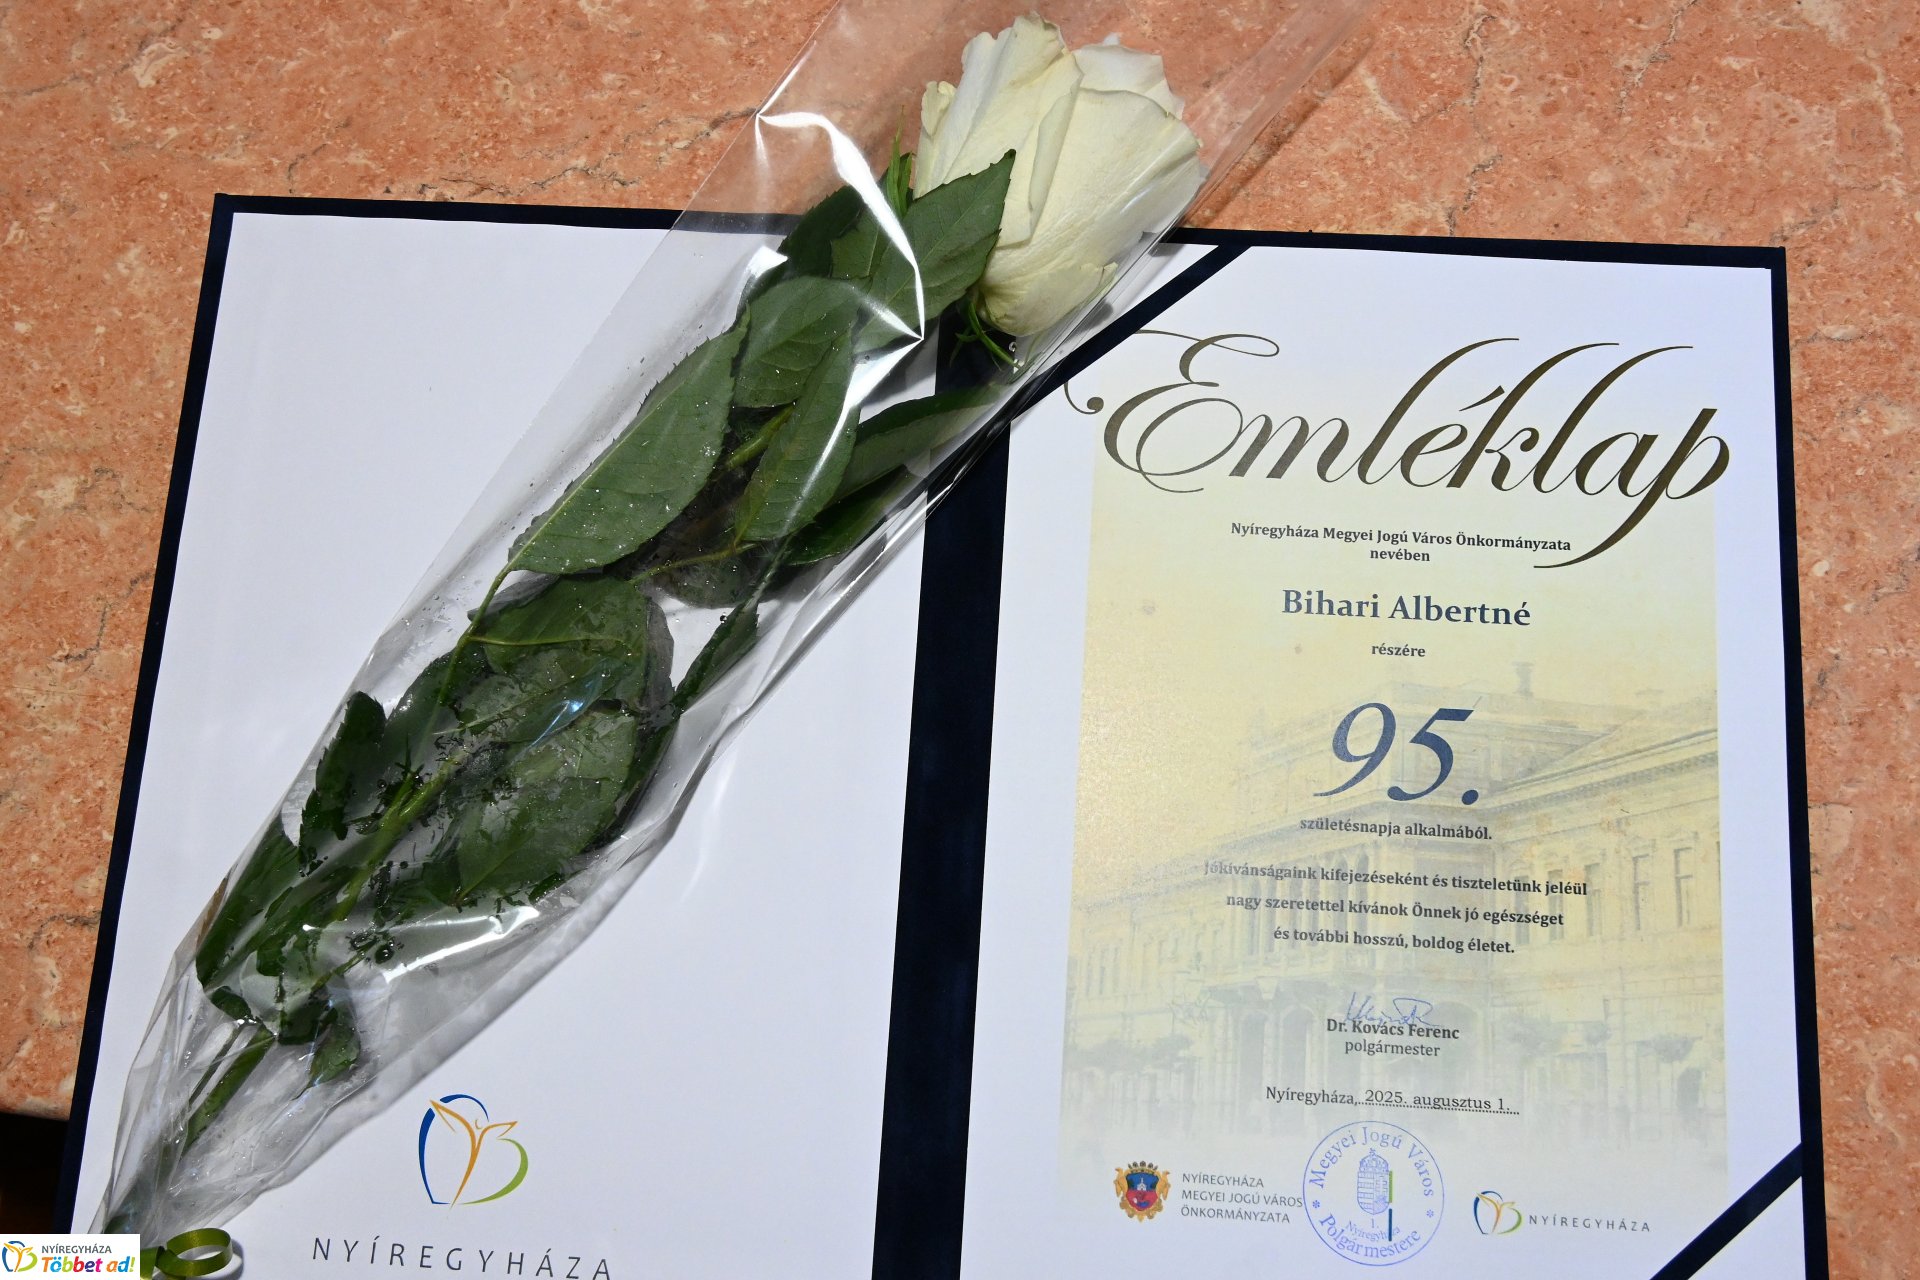 Emléklap
Nyíregyháza Megyei Jogú Város Önkormányzata
nevében
Bihari Albertné
részére
95.
születésnapja alkalmából.
Jókívánságaink kifejezéseként és tiszteletünk jeléül
nagy szeretettel kívánok Önnek jó egészséget
és további hosszú, boldog életet.
Dr. Kovács Ferenc
polgármester
Nyíregyháza, 2025. augusztus 1.
NYÍREGYHÁZA
MEGYEI JOGÚ VÁROS
ÖNKORMÁNYZATA
Megyei Jogú Város
1.
Nyíregyháza
Polgármestere
NYÍREGYHÁZA
NYÍREGYHÁZA
NYÍREGYHÁZA
Többet ad!